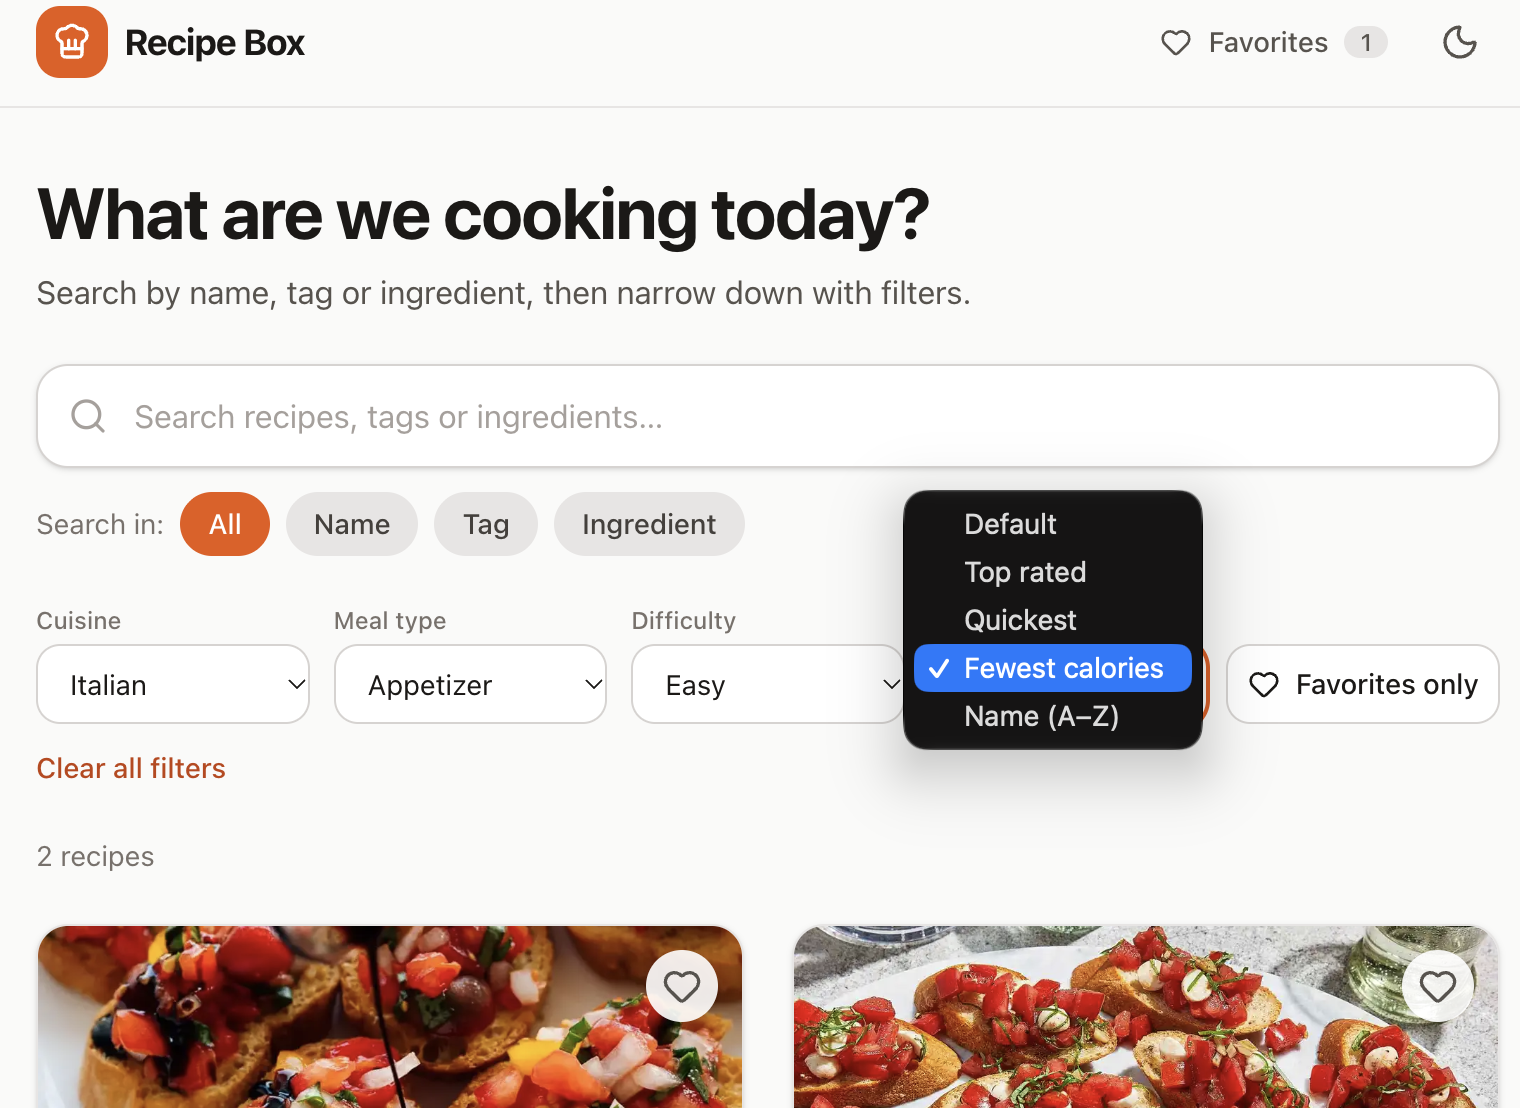 Recipe Box
Favorites 1
What are we cooking today?
Search by name, tag or ingredient, then narrow down with filters.
Search recipes, tags or ingredients...
Search in: All Name Tag Ingredient
Cuisine
Italian
Meal type
Appetizer
Difficulty
Easy
Default
Top rated
Quickest
✓ Fewest calories
Name (A–Z)
Favorites only
Clear all filters
2 recipes